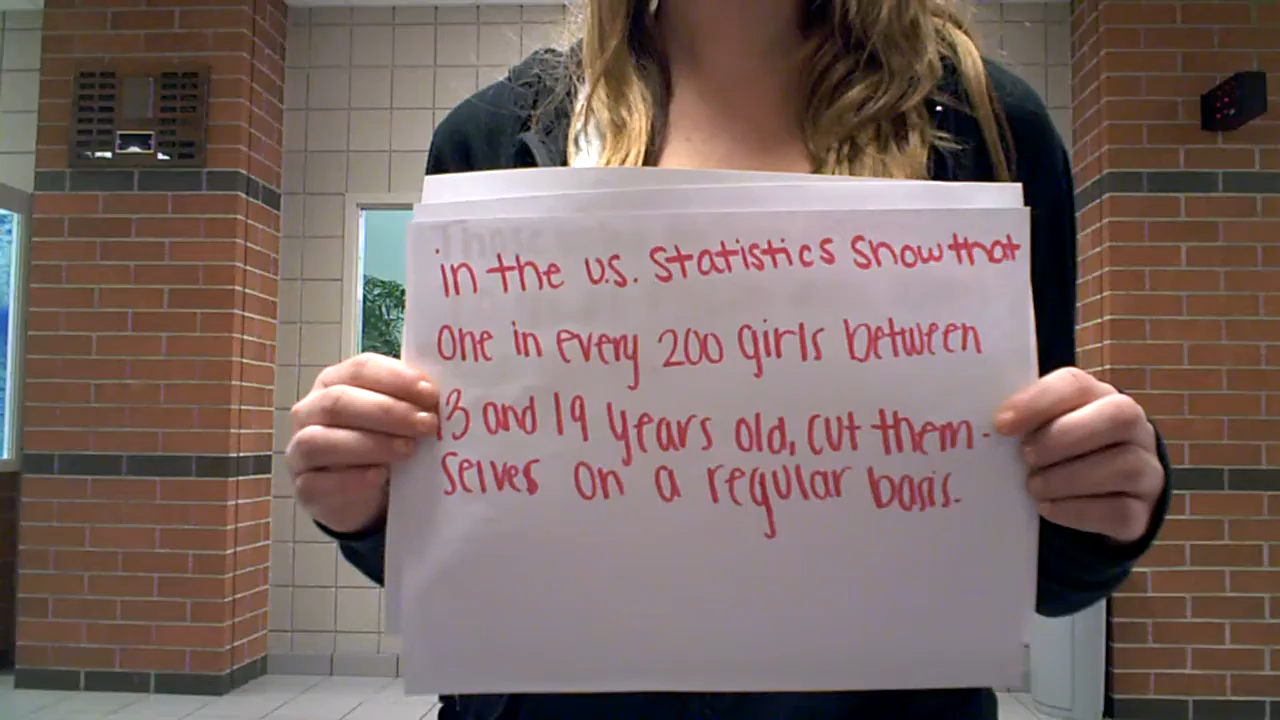 in the U.S. Statistics Show that
one in every 200 girls between
13 and 19 years old, cut them-
selves on a regular basis.